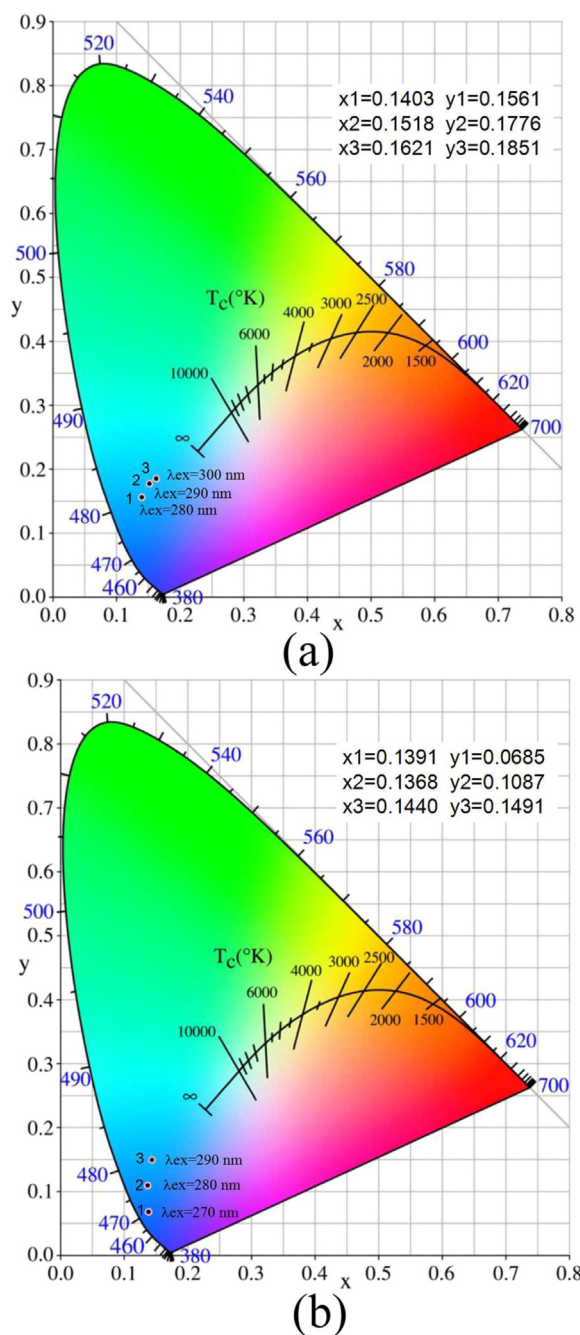 0.9
520
0.8
540
x1=0.1403 y1=0.1561
x2=0.1518 y2=0.1776
x3=0.1621 y3=0.1851
0.7
560
0.6
500
0.5
580
y
Tc(°K)
4000
3000
2500
0.4
6000
600
2000
1500
10000
620
0.3
490
700
∞
0.2
3
λex=300 nm
2
λex=290 nm
1
λex=280 nm
480
0.1
470
460
0.0
380
0.0 0.1 0.2 0.3 0.4 0.5 0.6 0.7 0.8
x
(a)
0.9
520
0.8
540
x1=0.1391 y1=0.0685
x2=0.1368 y2=0.1087
x3=0.1440 y3=0.1491
0.7
560
0.6
500
0.5
580
y
Tc(°K)
4000
3000
2500
0.4
6000
600
2000
1500
10000
620
0.3
490
700
∞
0.2
3 λex=290 nm
480
2 λex=280 nm
0.1
1 λex=270 nm
470
460
0.0
380
0.0 0.1 0.2 0.3 0.4 0.5 0.6 0.7 0.8
x
(b)